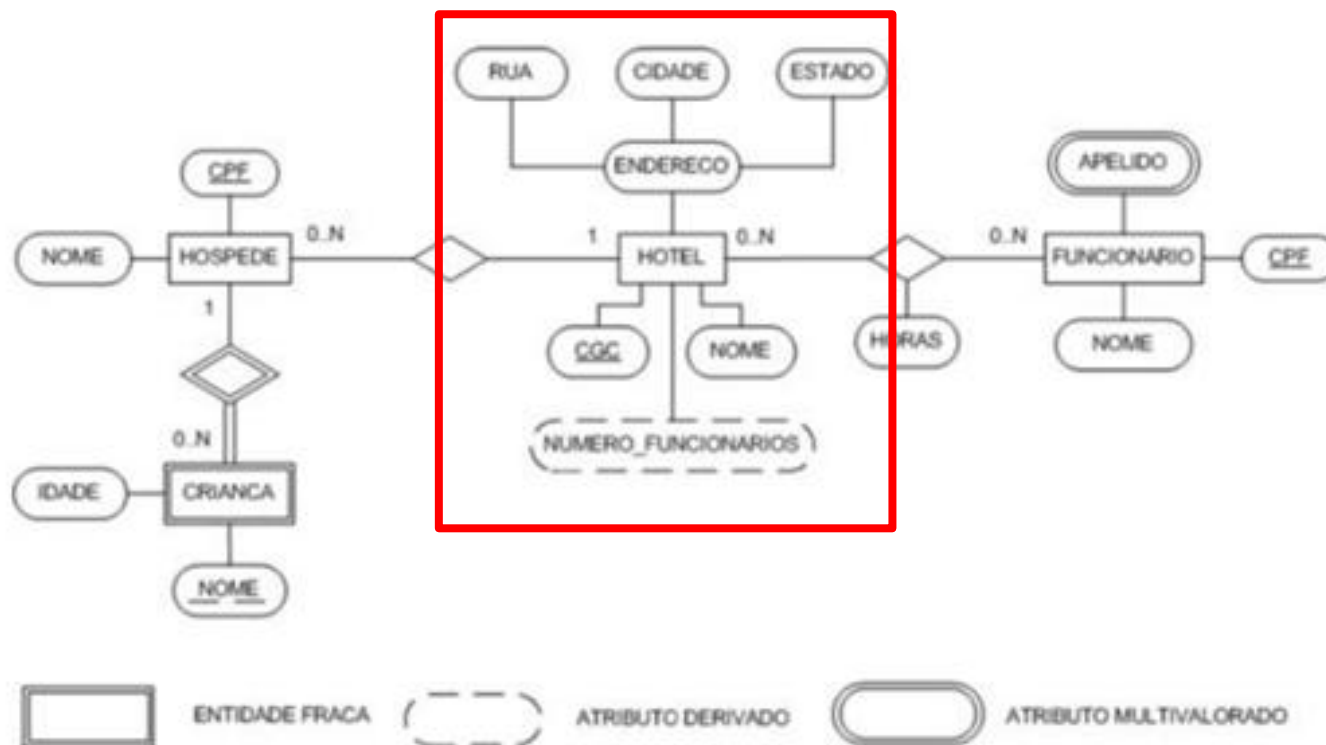 RUA CIDADE ESTADO
CPF ENDERECO APELIDO
NOME HOSPEDE 0..N 1 HOTEL 0..N 0..N FUNCIONARIO CPF
1 CGC NOME HORAS NOME
0..N NUMERO_FUNCIONARIOS
IDADE CRIANCA
NOME
ENTIDADE FRACA ATRIBUTO DERIVADO ATRIBUTO MULTIVALORADO